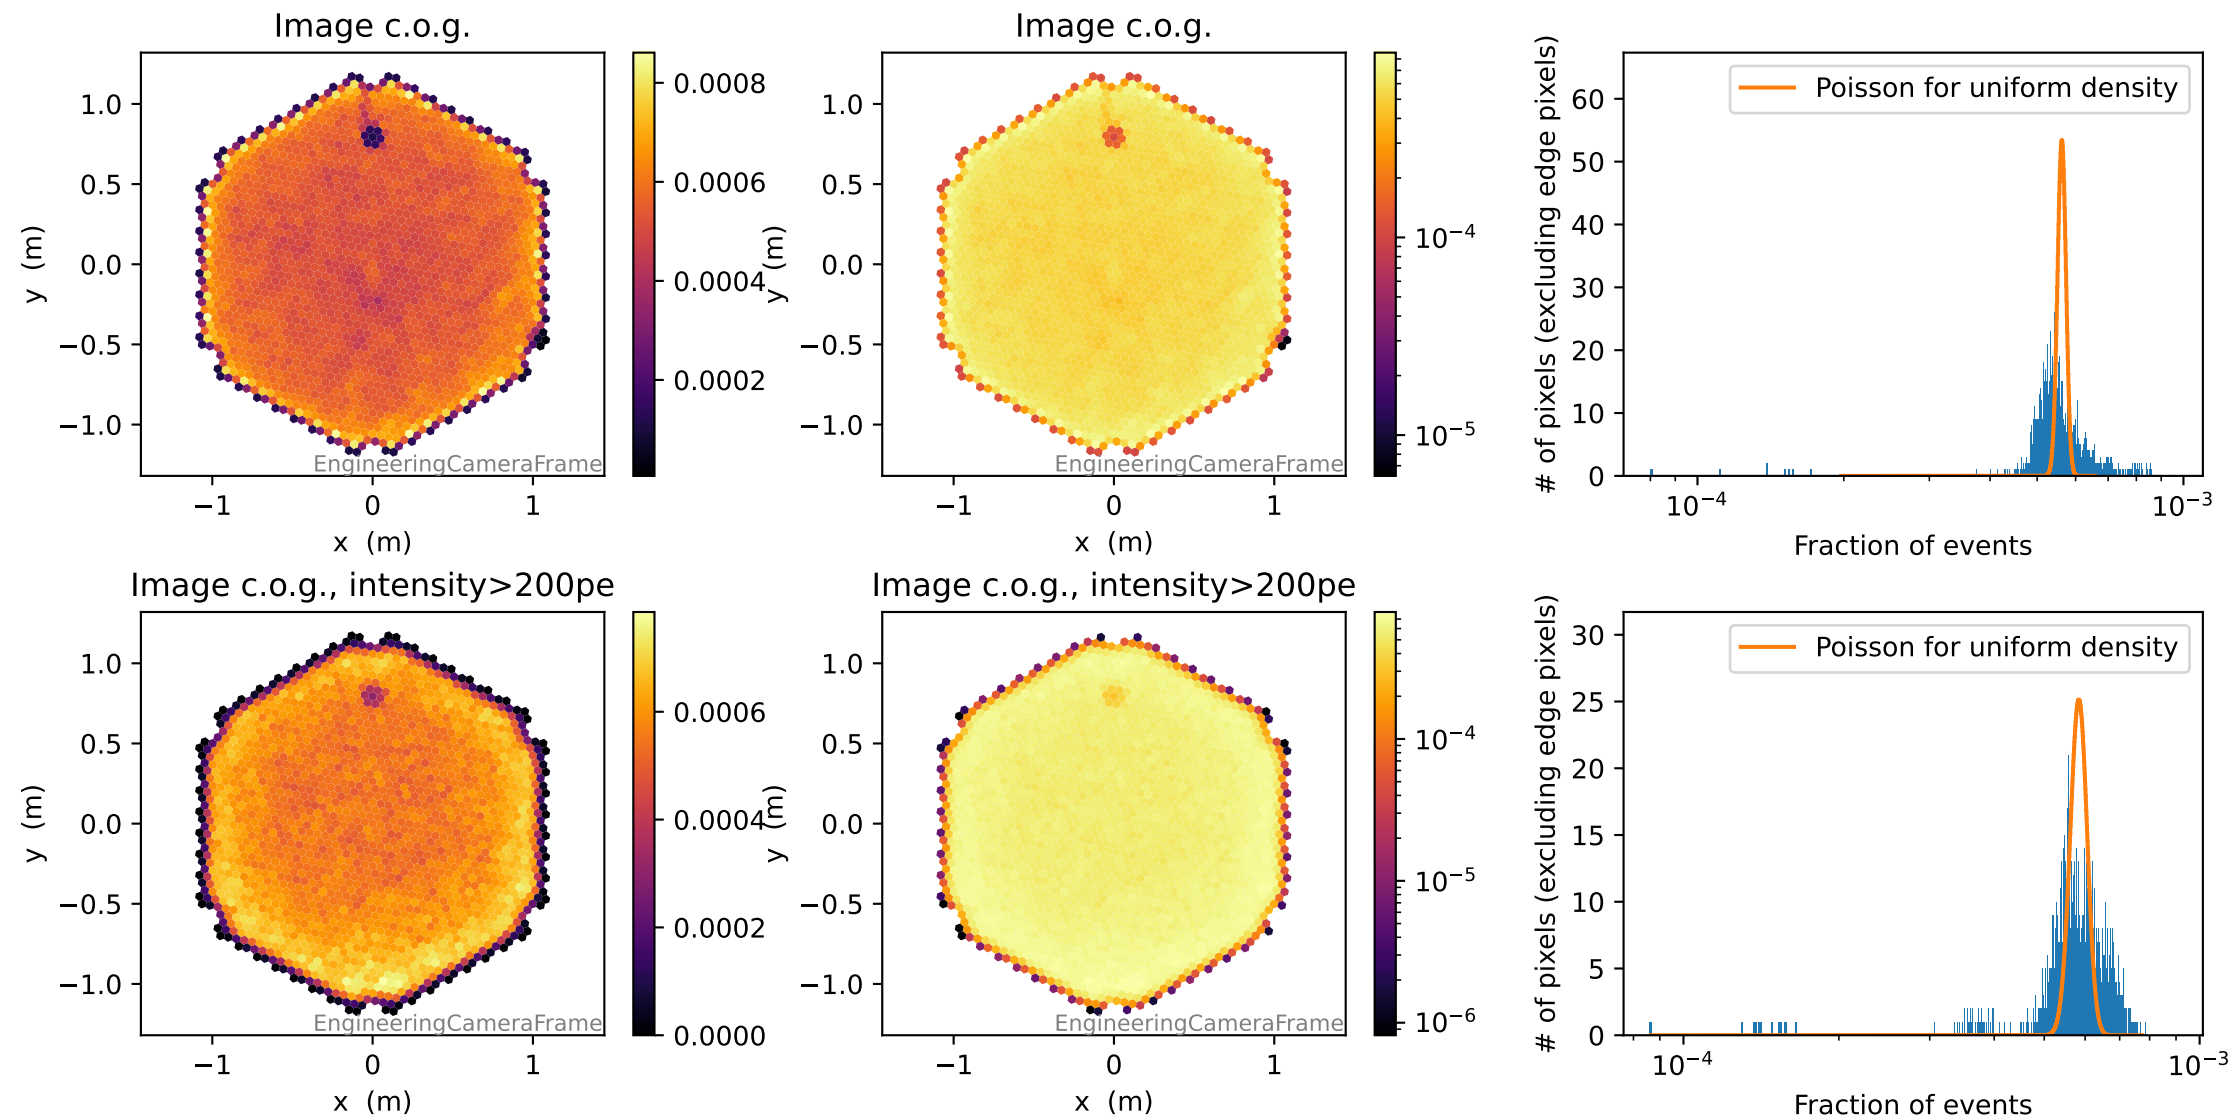 Image c.o.g.
1.0
0.5
0.0
−0.5
−1.0
y (m)
−1
0
1
x (m)
EngineeringCameraFrame
0.0008
0.0006
0.0004
0.0002
Image c.o.g.
1.0
0.5
0.0
−0.5
−1.0
y (m)
−1
0
1
x (m)
EngineeringCameraFrame
10⁻⁴
10⁻⁵
# of pixels (excluding edge pixels)
60
50
40
30
20
10
0
Poisson for uniform density
10⁻⁴
10⁻³
Fraction of events
Image c.o.g., intensity>200pe
1.0
0.5
0.0
−0.5
−1.0
y (m)
−1
0
1
x (m)
EngineeringCameraFrame
0.0006
0.0004
0.0002
0.0000
Image c.o.g., intensity>200pe
1.0
0.5
0.0
−0.5
−1.0
y (m)
−1
0
1
x (m)
EngineeringCameraFrame
10⁻⁴
10⁻⁵
10⁻⁶
# of pixels (excluding edge pixels)
30
25
20
15
10
5
0
Poisson for uniform density
10⁻⁴
10⁻³
Fraction of events